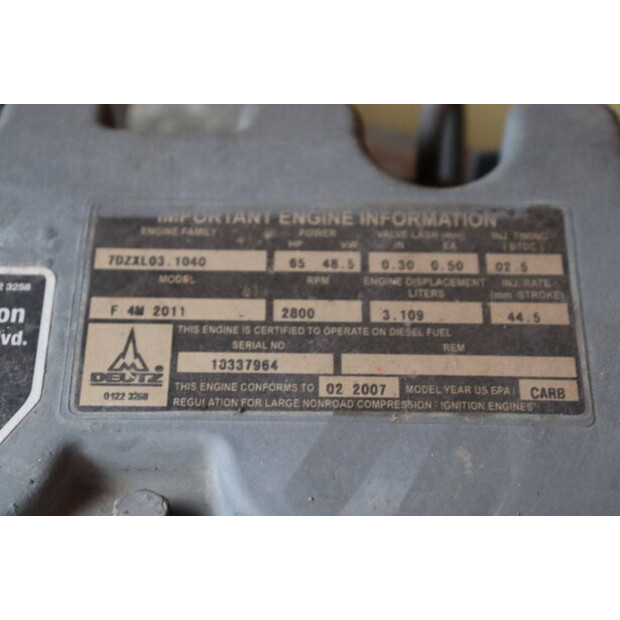 IMPORTANT ENGINE INFORMATION
ENGINE FAMILY POWER VALVE LASH (mm) INJ. TIMING
HP kW IN EX (BTDC)
7DZXL03.1040 65 48.5 0.30 0.50 02.5
MODEL RPM ENGINE DISPLACEMENT INJ. RATE
LITERS (mm /STROKE)
F 4M 2011 2800 3.109 44.5
THIS ENGINE IS CERTIFIED TO OPERATE ON DIESEL FUEL
SERIAL NO. REM
10337964
DEUTZ
0122 3258
THIS ENGINE CONFORMS TO 02 2007 MODEL YEAR US EPA / CARB
REGULATION FOR LARGE NONROAD COMPRESSION - IGNITION ENGINES
2 3258
on
lvd.